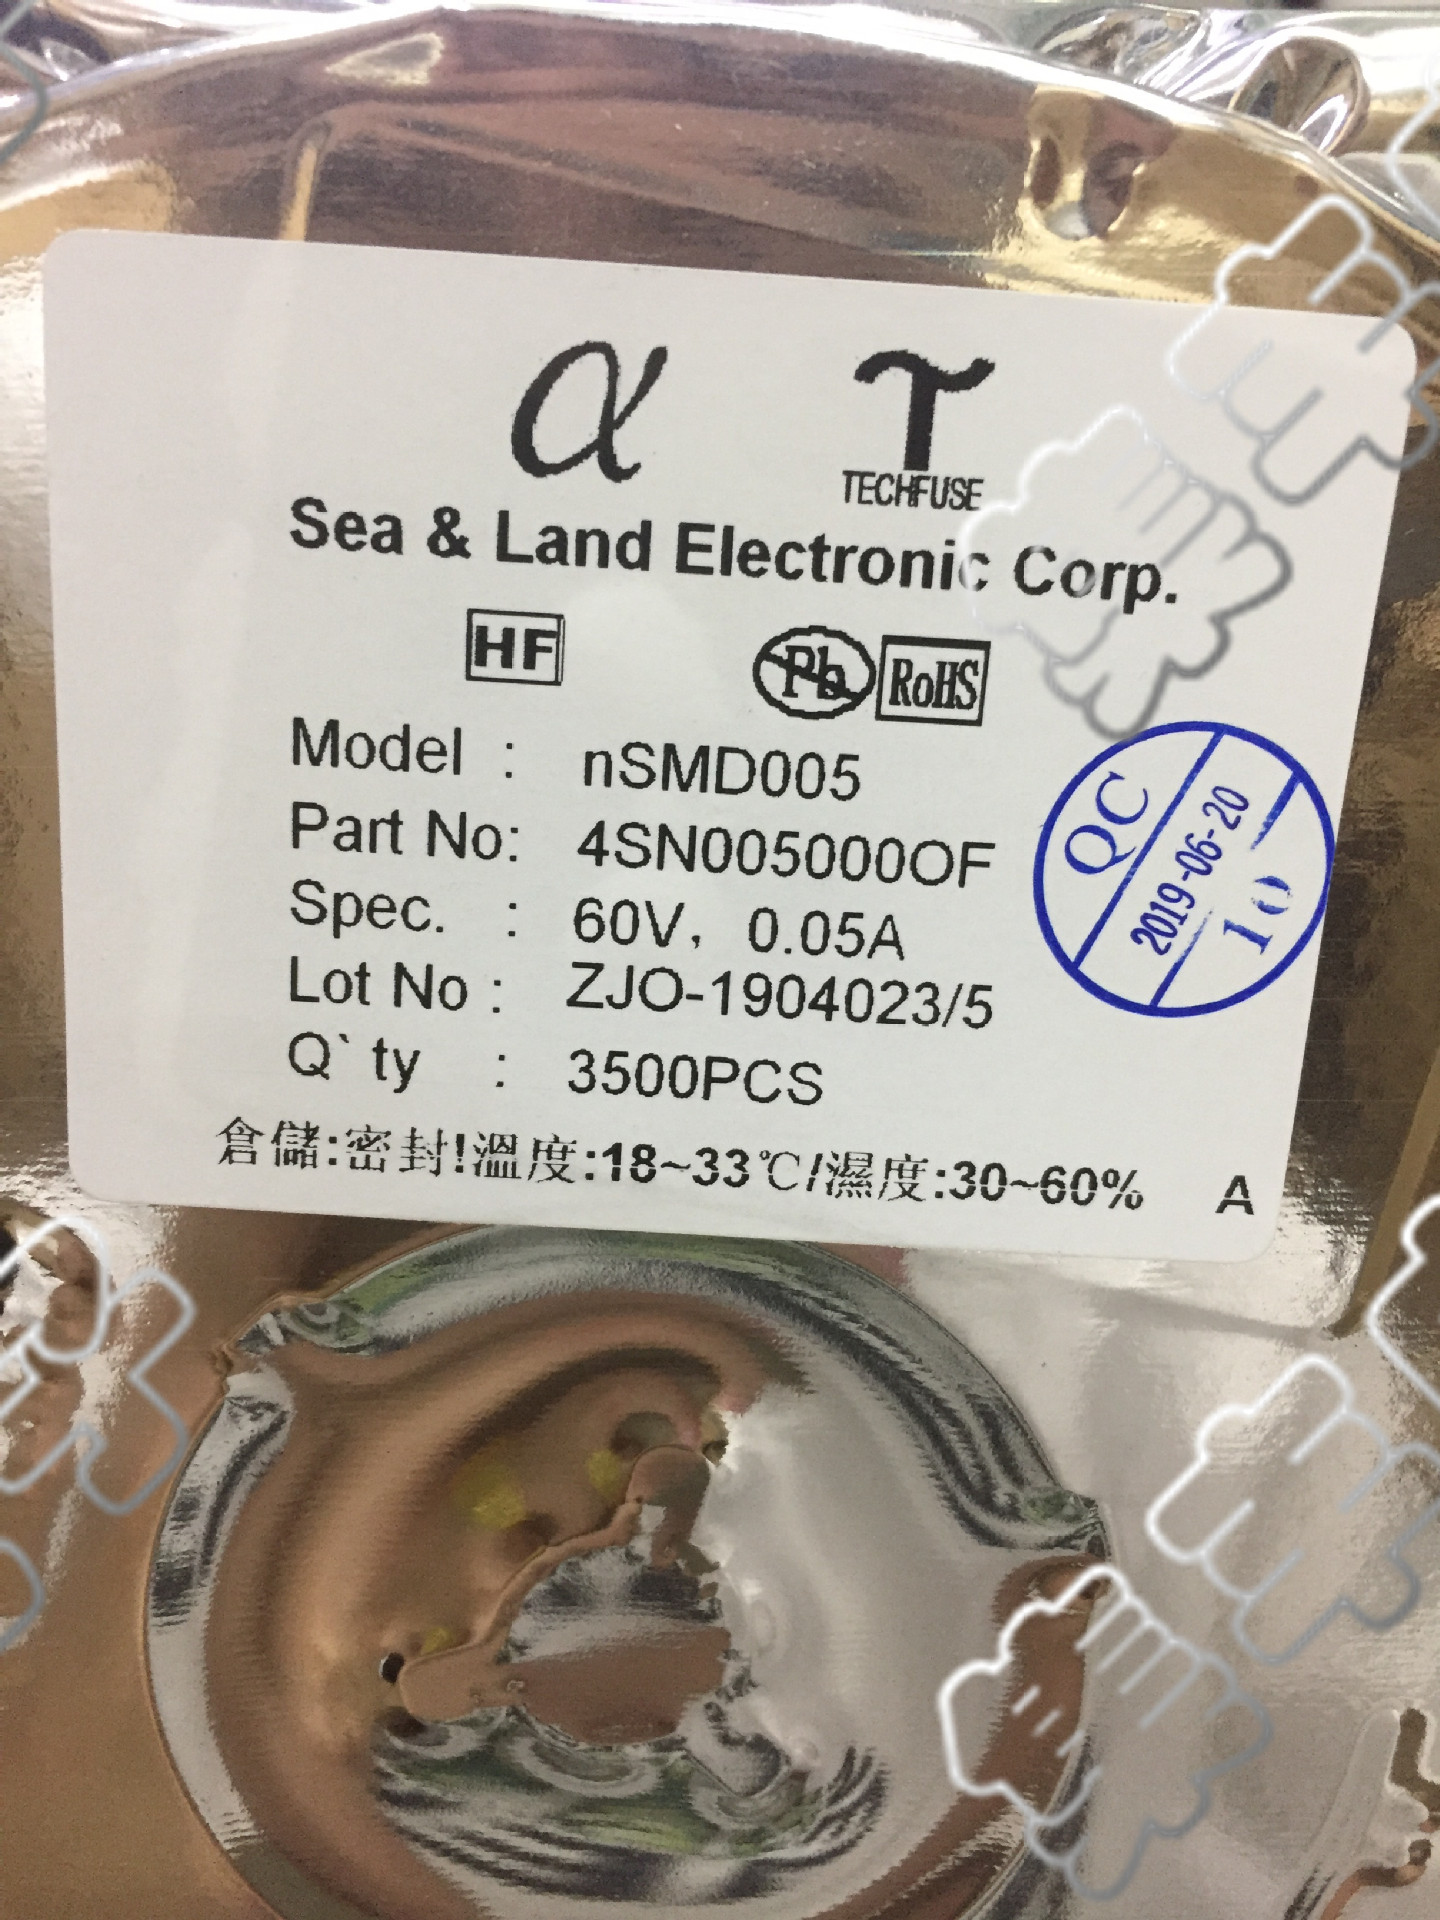 α T
TECHFUSE
Sea & Land Electronic Corp.
HF Pb RoHS
Model : nSMD005
Part No: 4SN005000OF
Spec. : 60V, 0.05A
Lot No : ZJO-1904023/5
Q`ty : 3500PCS
倉儲:密封!溫度:18~33℃/濕度:30~60% A
QC
2019-06-20
10